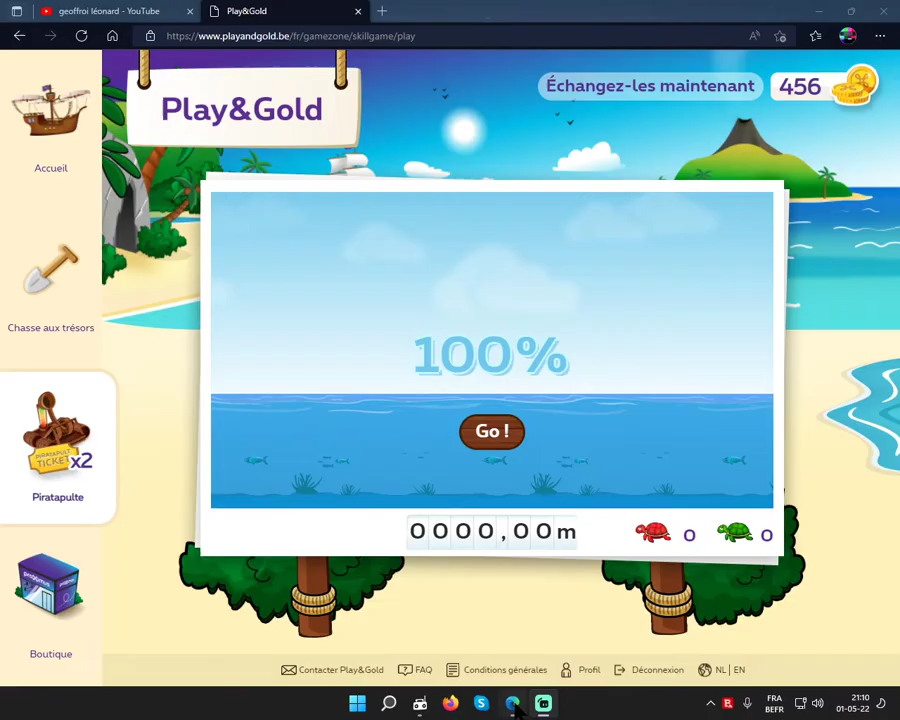 geoffroi léonard - YouTube
Play&Gold
https://www.playandgold.be/fr/gamezone/skillgame/play
Play&Gold
Échangez-les maintenant
456
Accueil
Chasse aux trésors
PIRATAPULTE
TICKET
x2
Piratapulte
proximus
Boutique
100%
Go !
0000,00m
0
0
Contacter Play&Gold
FAQ
Conditions générales
Profil
Déconnexion
NL | EN
FRA
BEFR
21:10
01-05-22